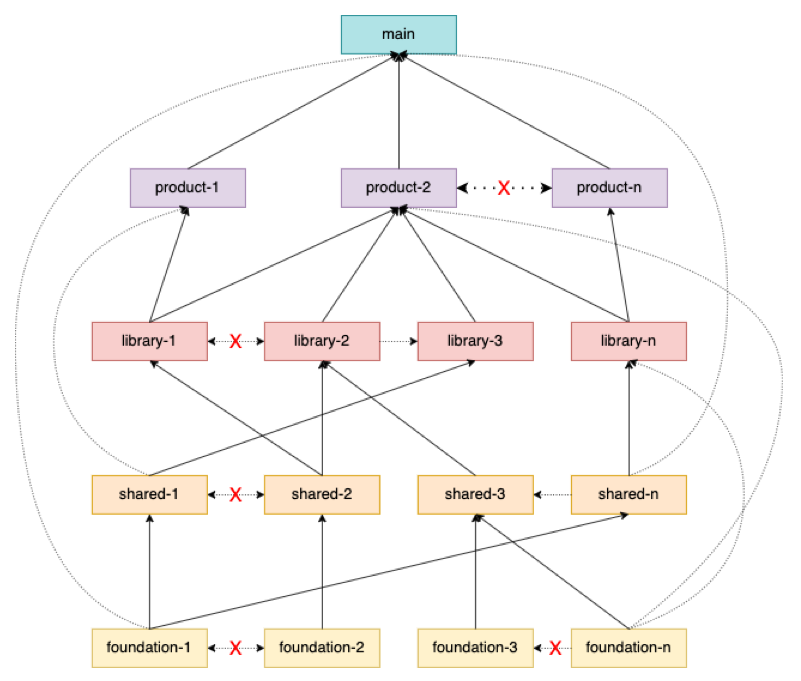 main
product-1
product-2
X
product-n
library-1
X
library-2
library-3
library-n
shared-1
X
shared-2
shared-3
shared-n
foundation-1
X
foundation-2
foundation-3
X
foundation-n